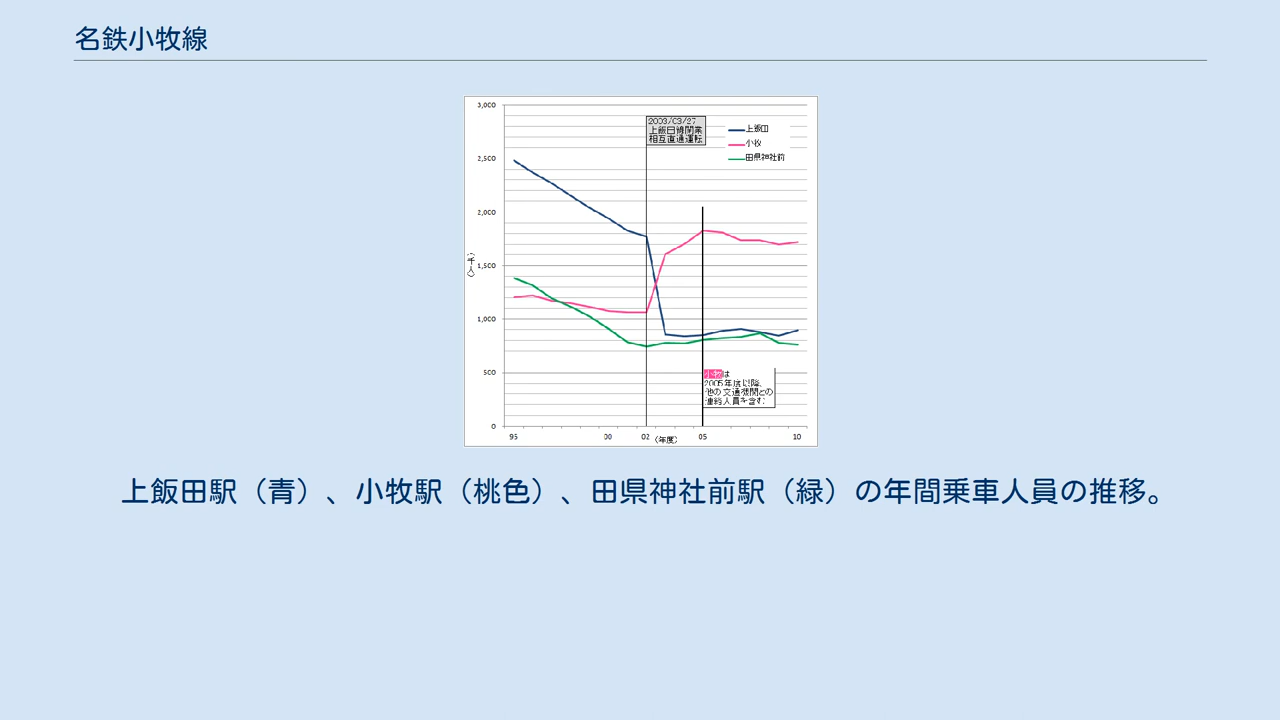 名鉄小牧線
3,000
2,500
2,000
1,500
1,000
500
0
(千人)
2003/03/27
上飯田線開業
相互直通運転
上飯田
小牧
田県神社前
小牧は
2005年度以降、
他の交通機関との
連絡人員を含む
95 00 02 (年度) 05 10
上飯田駅（青）、小牧駅（桃色）、田県神社前駅（緑）の年間乗車人員の推移。